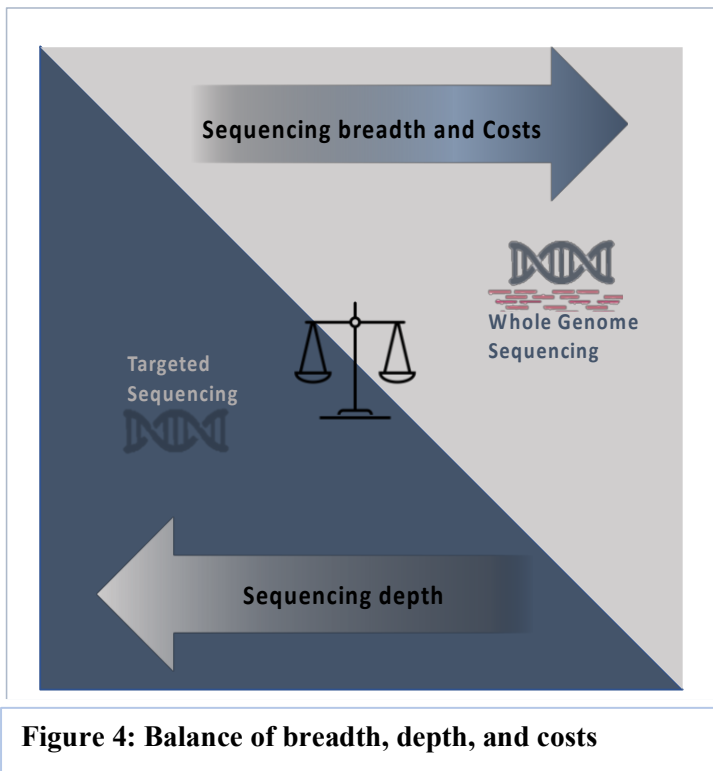 Sequencing breadth and Costs
Whole Genome
Sequencing
Targeted
Sequencing
Sequencing depth
Figure 4: Balance of breadth, depth, and costs